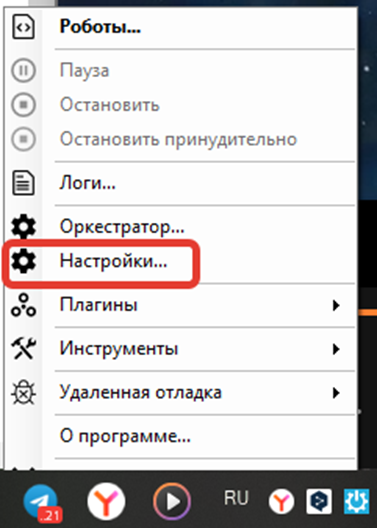 Роботы...
Пауза
Остановить
Остановить принудительно
Логи...
Оркестратор...
Настройки...
Плагины
Инструменты
Удаленная отладка
О программе...
.21
RU